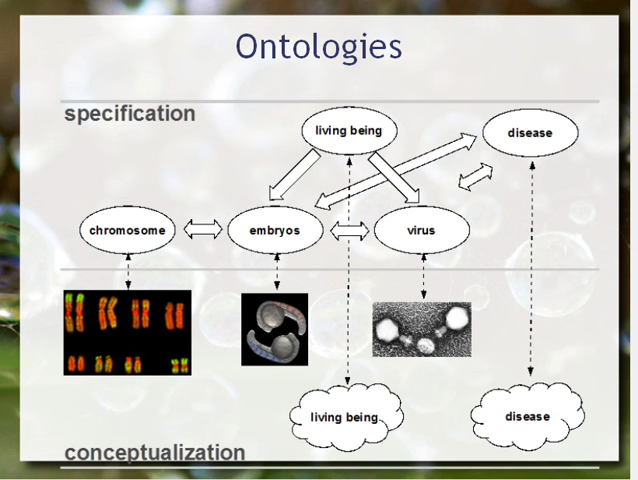 Ontologies
specification
living being
disease
chromosome
embryos
virus
living being
disease
conceptualization